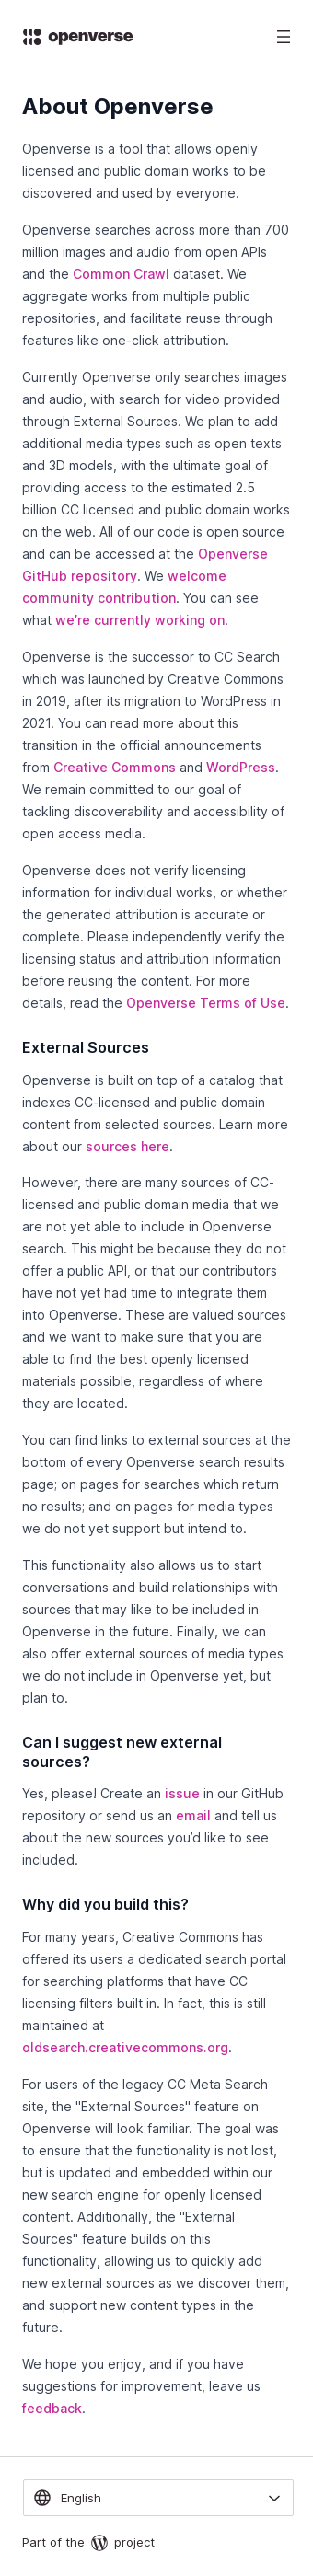 openverse
About Openverse
Openverse is a tool that allows openly
licensed and public domain works to be
discovered and used by everyone.
Openverse searches across more than 700
million images and audio from open APIs
and the Common Crawl dataset. We
aggregate works from multiple public
repositories, and facilitate reuse through
features like one-click attribution.
Currently Openverse only searches images
and audio, with search for video provided
through External Sources. We plan to add
additional media types such as open texts
and 3D models, with the ultimate goal of
providing access to the estimated 2.5
billion CC licensed and public domain works
on the web. All of our code is open source
and can be accessed at the Openverse
GitHub repository. We welcome
community contribution. You can see
what we’re currently working on.
Openverse is the successor to CC Search
which was launched by Creative Commons
in 2019, after its migration to WordPress in
2021. You can read more about this
transition in the official announcements
from Creative Commons and WordPress.
We remain committed to our goal of
tackling discoverability and accessibility of
open access media.
Openverse does not verify licensing
information for individual works, or whether
the generated attribution is accurate or
complete. Please independently verify the
licensing status and attribution information
before reusing the content. For more
details, read the Openverse Terms of Use.
External Sources
Openverse is built on top of a catalog that
indexes CC-licensed and public domain
content from selected sources. Learn more
about our sources here.
However, there are many sources of CC-
licensed and public domain media that we
are not yet able to include in Openverse
search. This might be because they do not
offer a public API, or that our contributors
have not yet had time to integrate them
into Openverse. These are valued sources
and we want to make sure that you are
able to find the best openly licensed
materials possible, regardless of where
they are located.
You can find links to external sources at the
bottom of every Openverse search results
page; on pages for searches which return
no results; and on pages for media types
we do not yet support but intend to.
This functionality also allows us to start
conversations and build relationships with
sources that may like to be included in
Openverse in the future. Finally, we can
also offer external sources of media types
we do not include in Openverse yet, but
plan to.
Can I suggest new external
sources?
Yes, please! Create an issue in our GitHub
repository or send us an email and tell us
about the new sources you’d like to see
included.
Why did you build this?
For many years, Creative Commons has
offered its users a dedicated search portal
for searching platforms that have CC
licensing filters built in. In fact, this is still
maintained at
oldsearch.creativecommons.org.
For users of the legacy CC Meta Search
site, the "External Sources" feature on
Openverse will look familiar. The goal was
to ensure that the functionality is not lost,
but is updated and embedded within our
new search engine for openly licensed
content. Additionally, the "External
Sources" feature builds on this
functionality, allowing us to quickly add
new external sources as we discover them,
and support new content types in the
future.
We hope you enjoy, and if you have
suggestions for improvement, leave us
feedback.
English
Part of the project